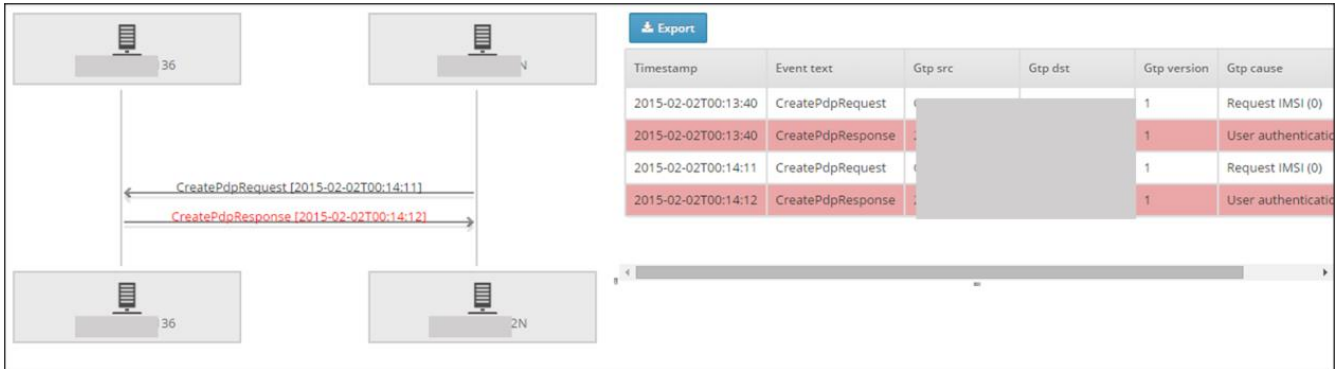 136
N
CreatePdpRequest [2015-02-02T00:14:11]
CreatePdpResponse [2015-02-02T00:14:12]
136
2N
Export
Timestamp Event text Gtp src Gtp dst Gtp version Gtp cause
2015-02-02T00:13:40 CreatePdpRequest 1 Request IMSI (0)
2015-02-02T00:13:40 CreatePdpResponse 1 User authenticatio
2015-02-02T00:14:11 CreatePdpRequest 1 Request IMSI (0)
2015-02-02T00:14:12 CreatePdpResponse 1 User authenticatio